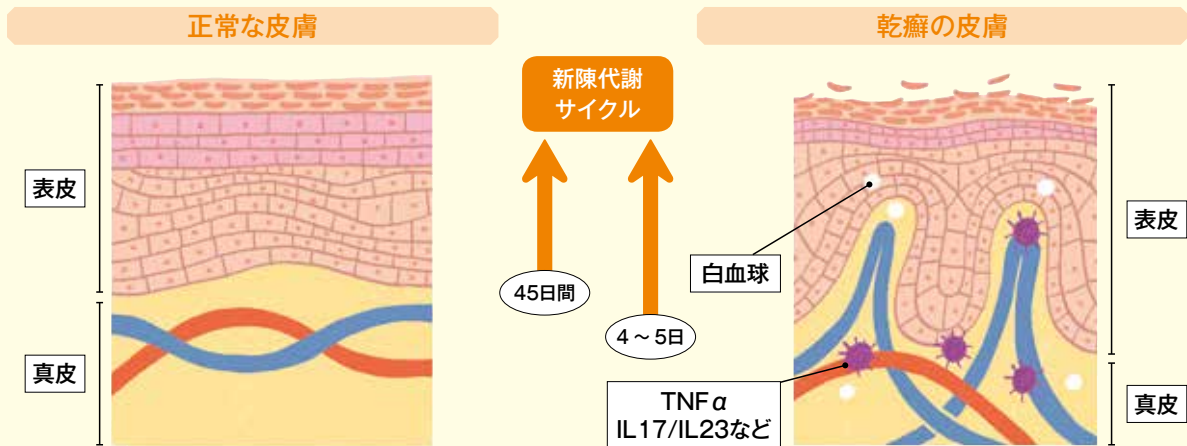 正常な皮膚
乾癬の皮膚
新陳代謝
サイクル
表皮
真皮
45日間
4～5日
白血球
TNFα
IL17/IL23など
表皮
真皮